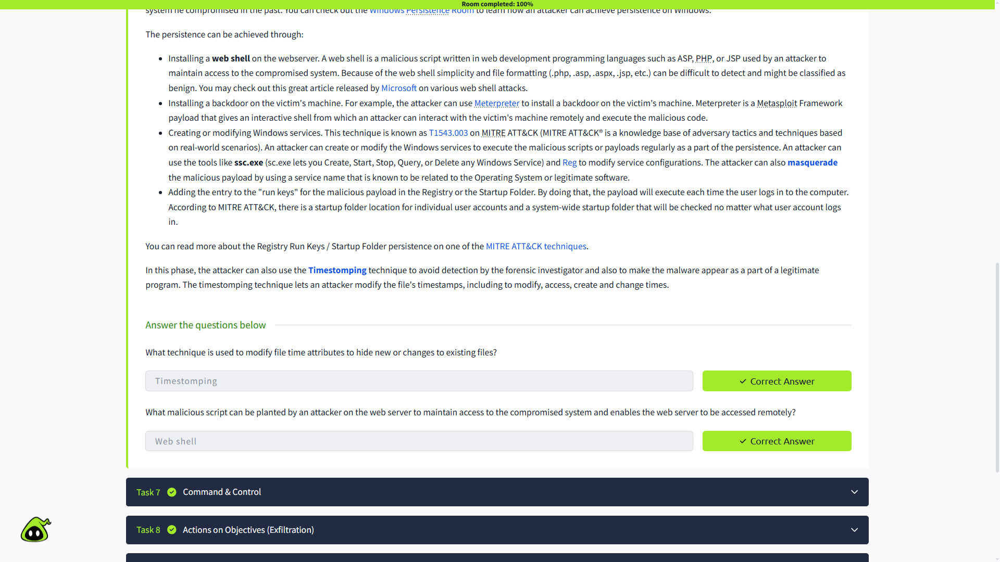 Room completed: 100%
system he compromised in the past. You can check out the Windows Persistence Room to learn how an attacker can achieve persistence on Windows.
The persistence can be achieved through:
Installing a web shell on the webserver. A web shell is a malicious script written in web development programming languages such as ASP, PHP, or JSP used by an attacker to
maintain access to the compromised system. Because of the web shell simplicity and file formatting (.php, .asp, .aspx, .jsp, etc.) can be difficult to detect and might be classified as
benign. You may check out this great article released by Microsoft on various web shell attacks.
Installing a backdoor on the victim's machine. For example, the attacker can use Meterpreter to install a backdoor on the victim's machine. Meterpreter is a Metasploit Framework
payload that gives an interactive shell from which an attacker can interact with the victim's machine remotely and execute the malicious code.
Creating or modifying Windows services. This technique is known as T1543.003 on MITRE ATT&CK (MITRE ATT&CK® is a knowledge base of adversary tactics and techniques based
on real-world scenarios). An attacker can create or modify the Windows services to execute the malicious scripts or payloads regularly as a part of the persistence. An attacker can
use the tools like ssc.exe (sc.exe lets you Create, Start, Stop, Query, or Delete any Windows Service) and Reg to modify service configurations. The attacker can also masquerade
the malicious payload by using a service name that is known to be related to the Operating System or legitimate software.
Adding the entry to the "run keys" for the malicious payload in the Registry or the Startup Folder. By doing that, the payload will execute each time the user logs in to the computer.
According to MITRE ATT&CK, there is a startup folder location for individual user accounts and a system-wide startup folder that will be checked no matter what user account logs
in.
You can read more about the Registry Run Keys / Startup Folder persistence on one of the MITRE ATT&CK techniques.
In this phase, the attacker can also use the Timestomping technique to avoid detection by the forensic investigator and also to make the malware appear as a part of a legitimate
program. The timestomping technique lets an attacker modify the file's timestamps, including to modify, access, create and change times.
Answer the questions below
What technique is used to modify file time attributes to hide new or changes to existing files?
Timestomping
Correct Answer
What malicious script can be planted by an attacker on the web server to maintain access to the compromised system and enables the web server to be accessed remotely?
Web shell
Correct Answer
Task 7 Command & Control
Task 8 Actions on Objectives (Exfiltration)